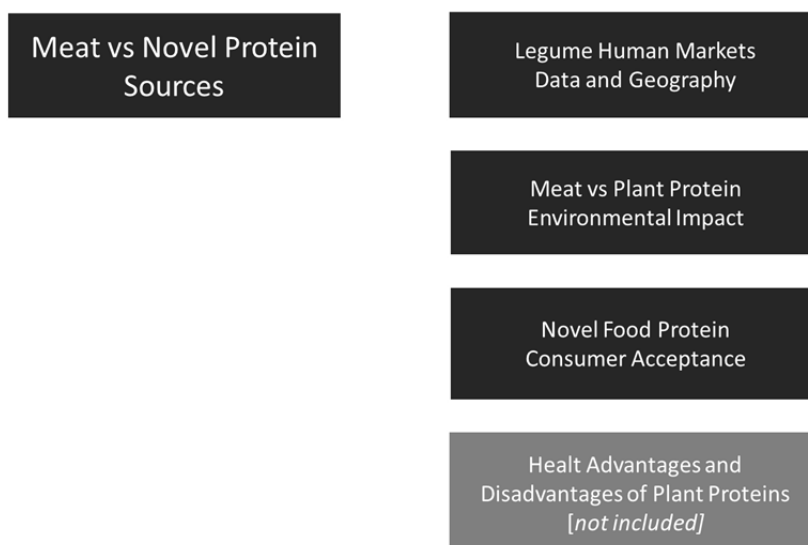 Meat vs Novel Protein
Sources
Legume Human Markets
Data and Geography
Meat vs Plant Protein
Environmental Impact
Novel Food Protein
Consumer Acceptance
Healt Advantages and
Disadvantages of Plant Proteins
[not included]